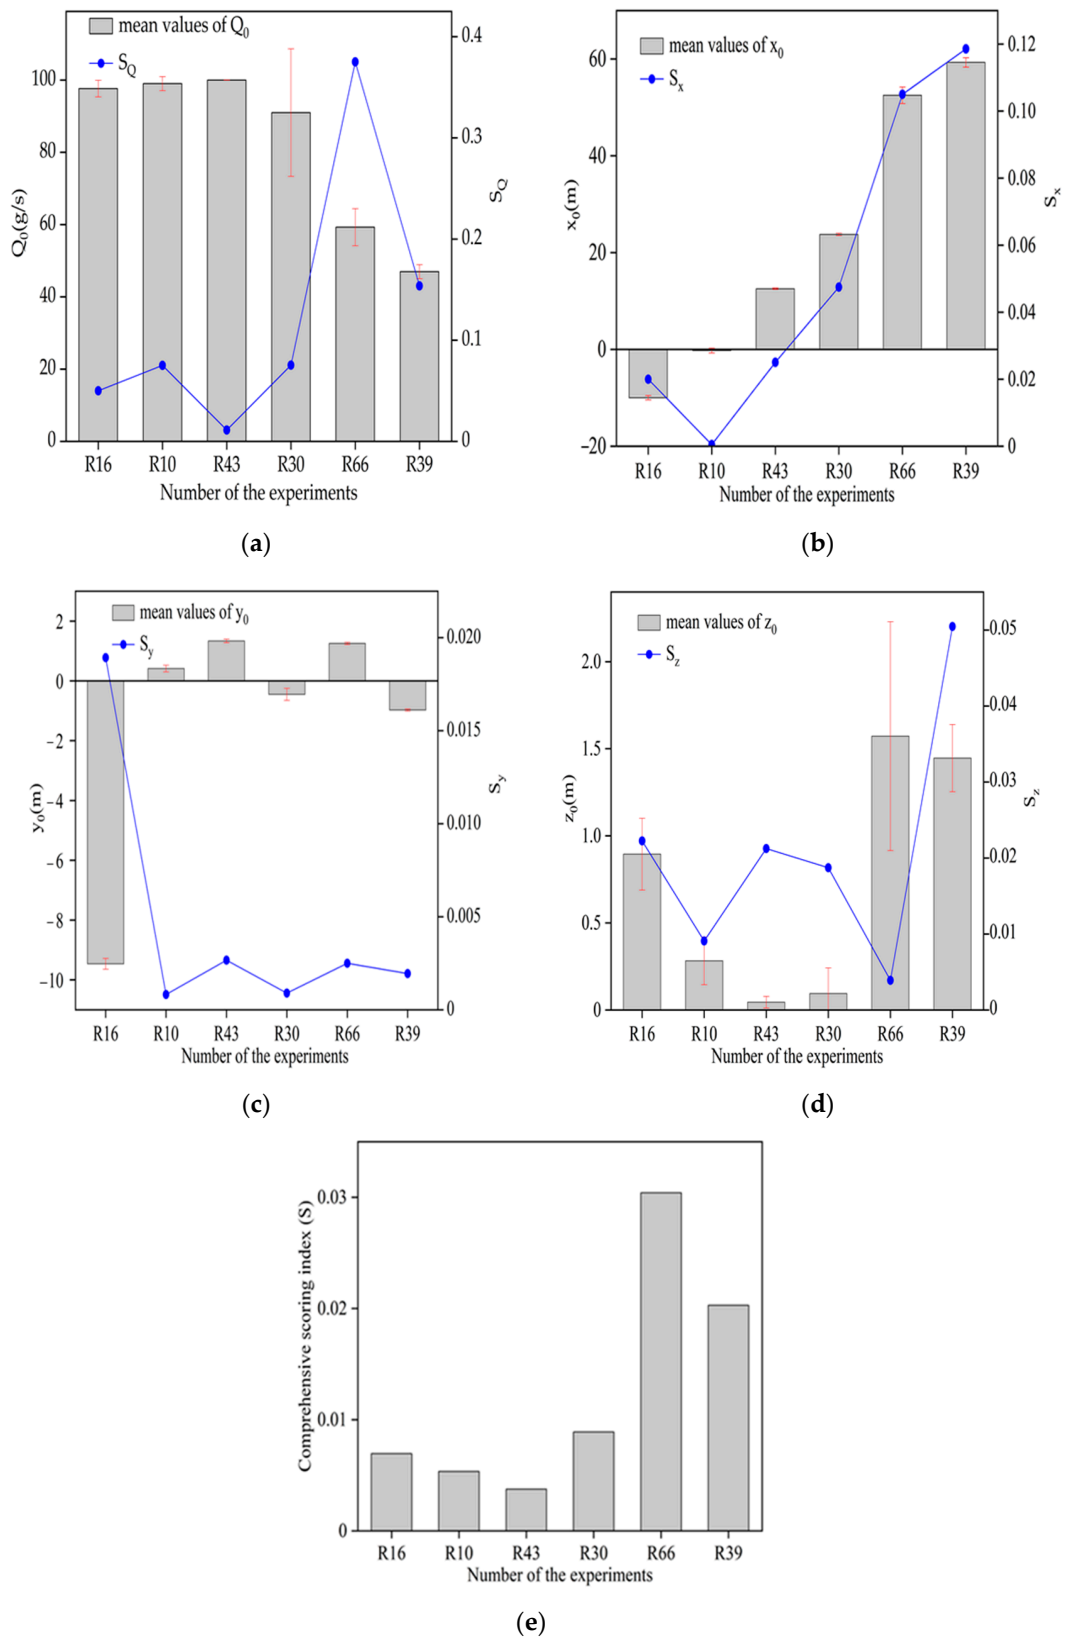 mean values of Q0
SQ
100
80
60
40
20
0
Q0(g/s)
0.4
0.3
0.2
0.1
0
SQ
R16 R10 R43 R30 R66 R39
Number of the experiments
(a)
mean values of x0
Sx
60
40
20
0
−20
x0(m)
0.12
0.10
0.08
0.06
0.04
0.02
0
Sx
R16 R10 R43 R30 R66 R39
Number of the experiments
(b)
mean values of y0
Sy
2
0
−2
−4
−6
−8
−10
y0(m)
0.020
0.015
0.010
0.005
0
Sy
R16 R10 R43 R30 R66 R39
Number of the experiments
(c)
mean values of z0
Sz
2.0
1.5
1.0
0.5
0
z0(m)
0.05
0.04
0.03
0.02
0.01
0
Sz
R16 R10 R43 R30 R66 R39
Number of the experiments
(d)
0.03
0.02
0.01
0
Comprehensive scoring index (S)
R16 R10 R43 R30 R66 R39
Number of the experiments
(e)